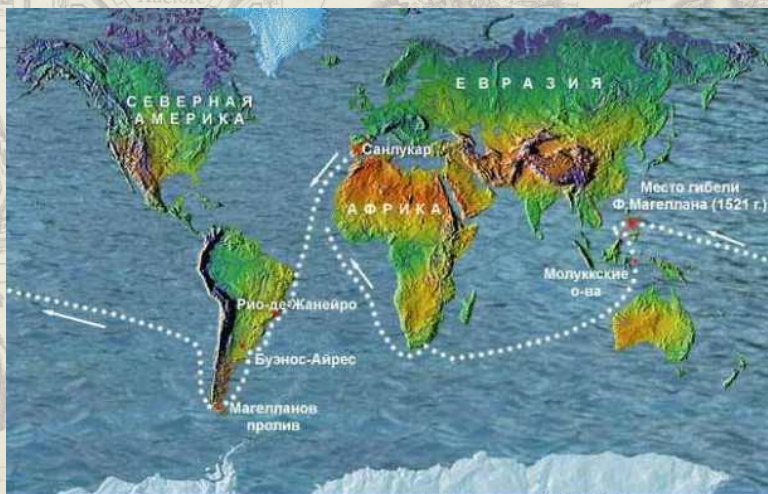 СЕВЕРНАЯ
АМЕРИКА
ЕВРАЗИЯ
Санлукар
АФРИКА
Место гибели
Ф.Магеллана (1521 г.)
Молуккские
о-ва
Рио-де-Жанейро
Буэнос-Айрес
Магелланов
пролив